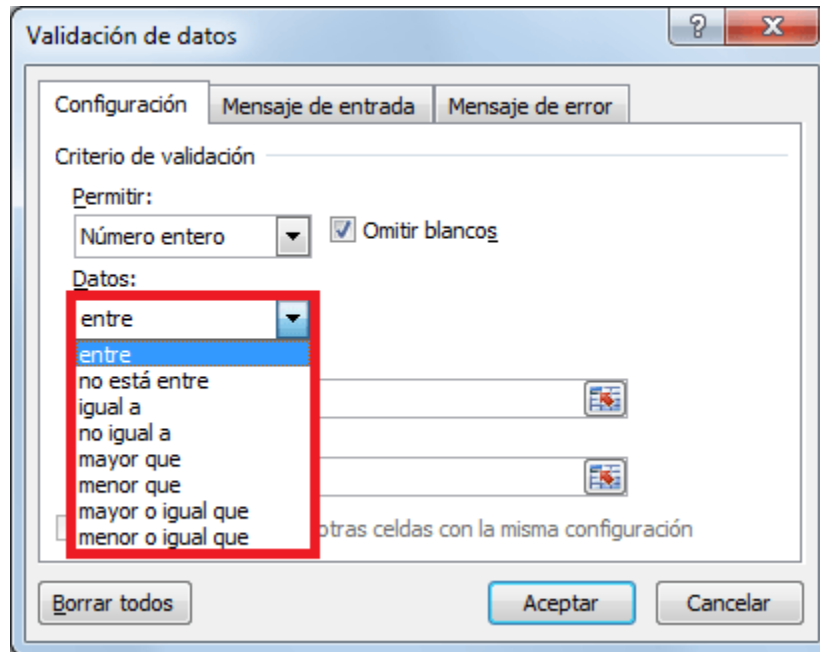 Validación de datos
?
X
Configuración
Mensaje de entrada
Mensaje de error
Criterio de validación
Permitir:
Número entero
Omitir blancos
Datos:
entre
entre
no está entre
igual a
no igual a
mayor que
menor que
mayor o igual que
menor o igual que
otras celdas con la misma configuración
Borrar todos
Aceptar
Cancelar